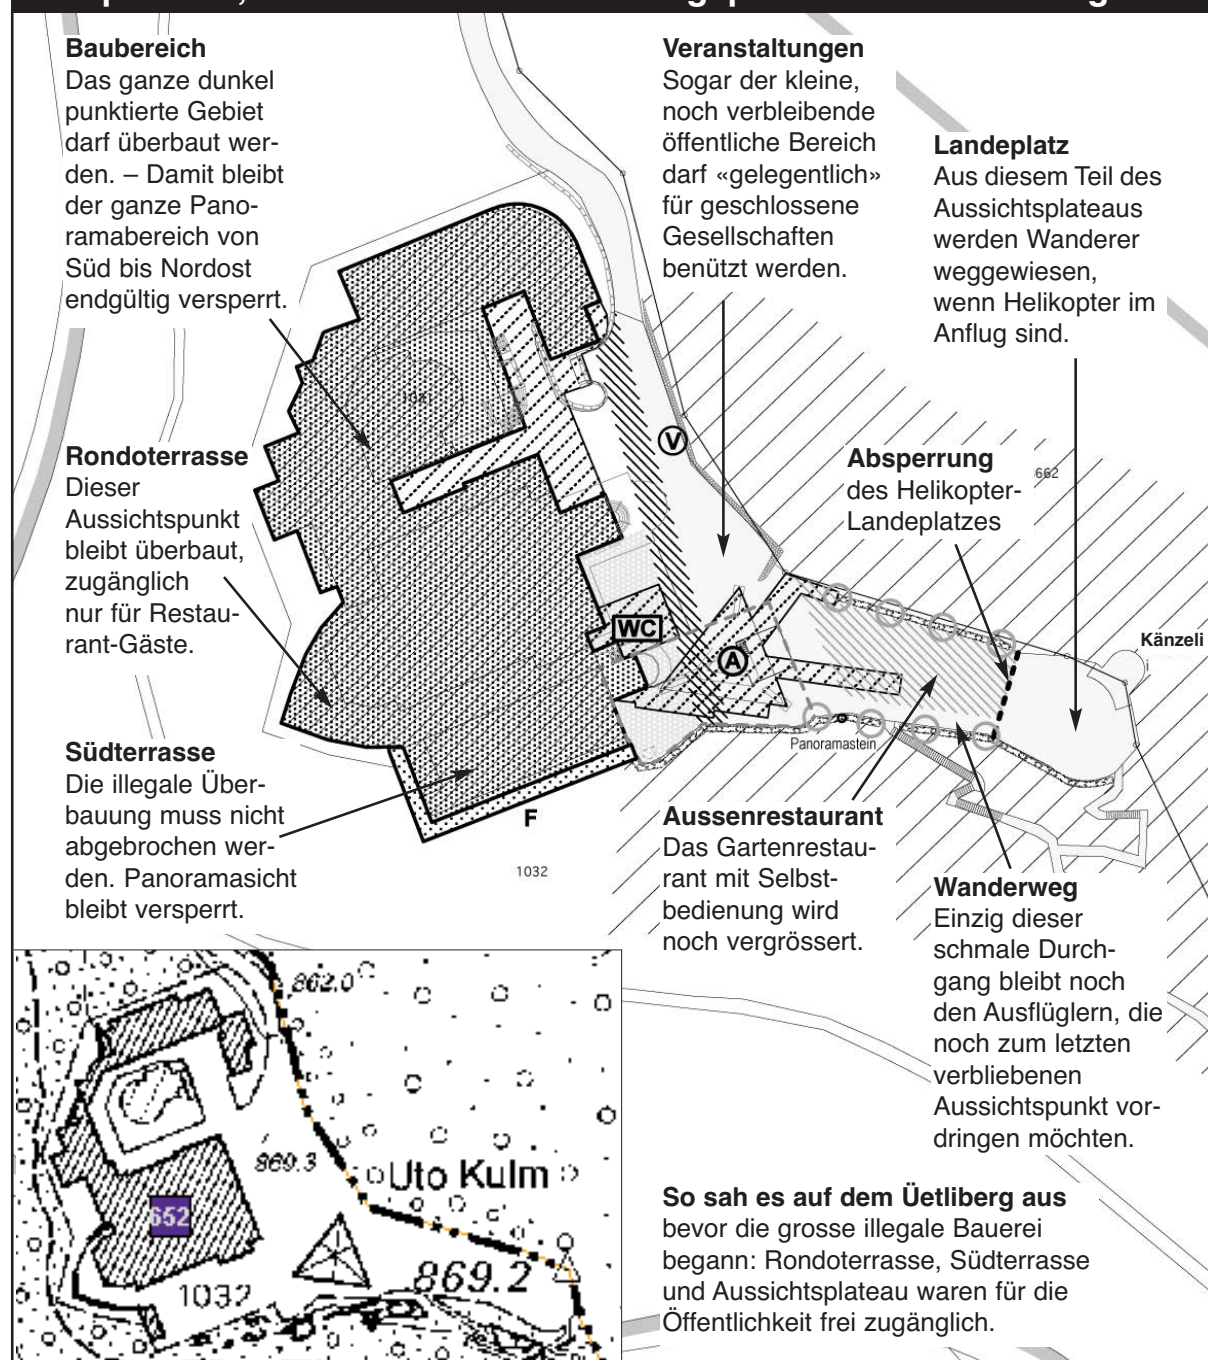 Baubereich
Das ganze dunkel
punktierte Gebiet
darf überbaut wer-
den. – Damit bleibt
der ganze Pano-
ramabereich von
Süd bis Nordost
endgültig versperrt.
Veranstaltungen
Sogar der kleine,
noch verbleibende
öffentliche Bereich
darf «gelegentlich»
für geschlossene
Gesellschaften
benützt werden.
Landeplatz
Aus diesem Teil des
Aussichtsplateaus
werden Wanderer
weggewiesen,
wenn Helikopter im
Anflug sind.
Rondoterrasse
Dieser
Aussichtspunkt
bleibt überbaut,
zugänglich
nur für Restau-
rant-Gäste.
V
Absperrung
des Helikopter-
Landeplatzes
662
WC
A
Känzeli
Panoramastein
Südterrasse
Die illegale Über-
bauung muss nicht
abgebrochen wer-
den. Panoramasicht
bleibt versperrt.
F
1032
Aussenrestaurant
Das Gartenrestau-
rant mit Selbst-
bedienung wird
noch vergrössert.
Wanderweg
Einzig dieser
schmale Durch-
gang bleibt noch
den Ausflüglern, die
noch zum letzten
verbliebenen
Aussichtspunkt vor-
dringen möchten.
862.0
869.3
Uto Kulm
652
1032
869.2
So sah es auf dem Üetliberg aus
bevor die grosse illegale Bauerei
begann: Rondoterrasse, Südterrasse
und Aussichtsplateau waren für die
Öffentlichkeit frei zugänglich.